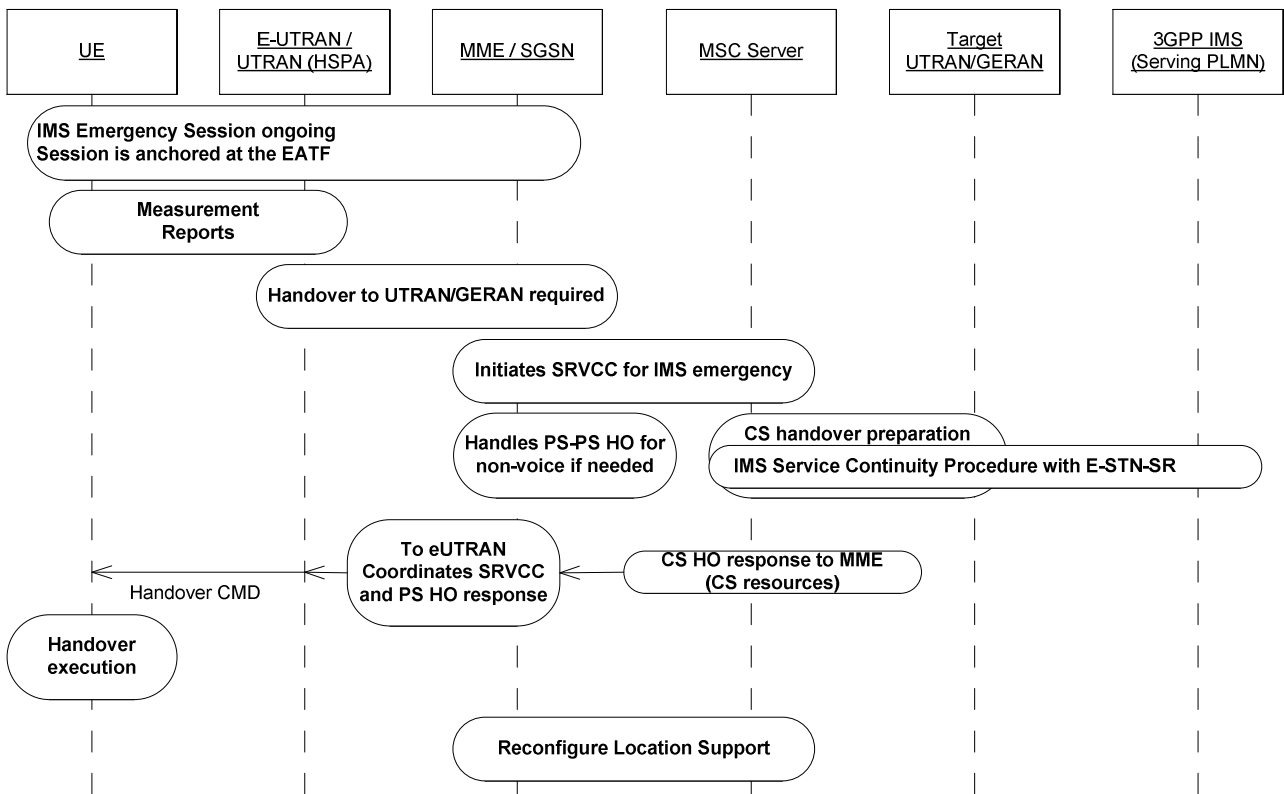 UE
E-UTRAN /
UTRAN (HSPA)
MME / SGSN
MSC Server
Target
UTRAN/GERAN
3GPP IMS
(Serving PLMN)
IMS Emergency Session ongoing
Session is anchored at the EATF
Measurement
Reports
Handover to UTRAN/GERAN required
Initiates SRVCC for IMS emergency
Handles PS-PS HO for
non-voice if needed
CS handover preparation
IMS Service Continuity Procedure with E-STN-SR
To eUTRAN
Coordinates SRVCC
and PS HO response
CS HO response to MME
(CS resources)
Handover CMD
Handover
execution
Reconfigure Location Support